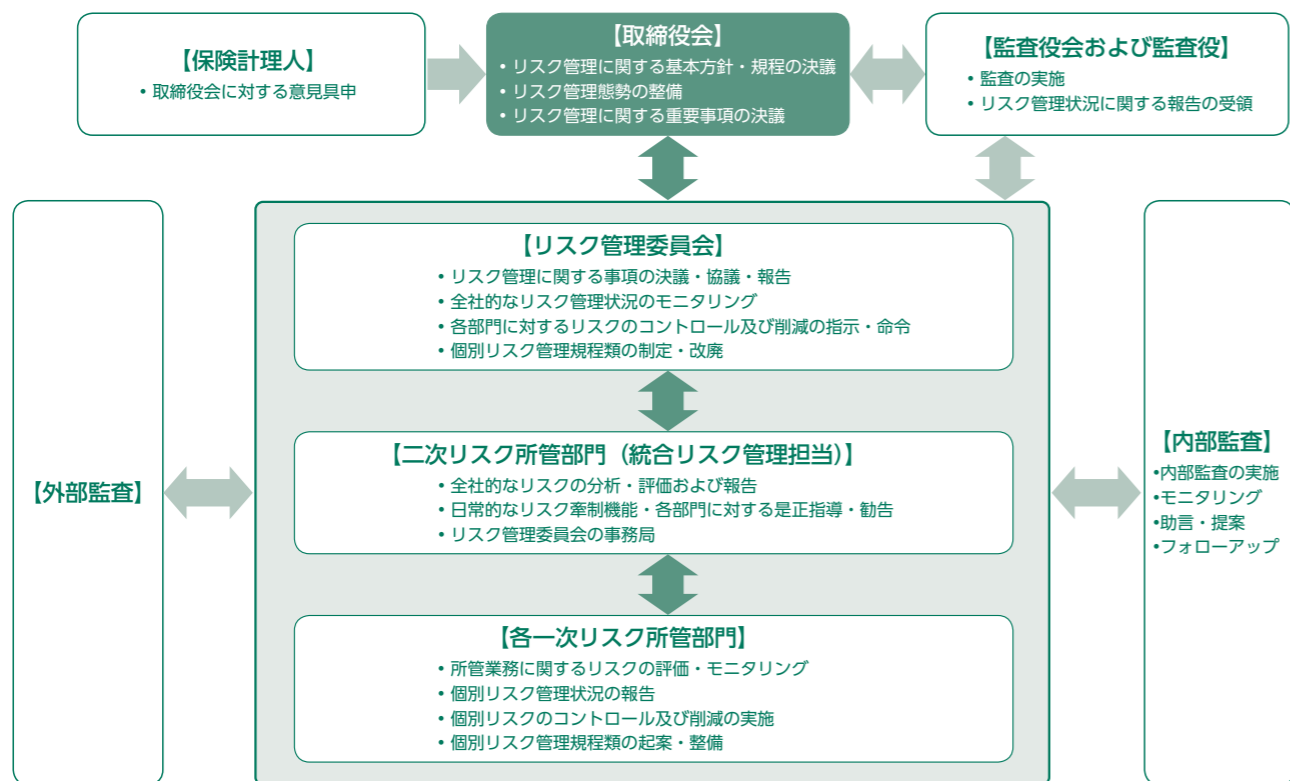 【保険計理人】
• 取締役会に対する意見具申
【取締役会】
• リスク管理に関する基本方針・規程の決議
• リスク管理態勢の整備
• リスク管理に関する重要事項の決議
【監査役会および監査役】
• 監査の実施
• リスク管理状況に関する報告の受領
【外部監査】
【リスク管理委員会】
• リスク管理に関する事項の決議・協議・報告
• 全社的なリスク管理状況のモニタリング
• 各部門に対するリスクのコントロール及び削減の指示・命令
• 個別リスク管理規程類の制定・改廃
【二次リスク所管部門（統合リスク管理担当）】
• 全社的なリスクの分析・評価および報告
• 日常的なリスク牽制機能・各部門に対する是正指導・勧告
• リスク管理委員会の事務局
【各一次リスク所管部門】
• 所管業務に関するリスクの評価・モニタリング
• 個別リスク管理状況の報告
• 個別リスクのコントロール及び削減の実施
• 個別リスク管理規程類の起案・整備
【内部監査】
•内部監査の実施
•モニタリング
•助言・提案
•フォローアップ